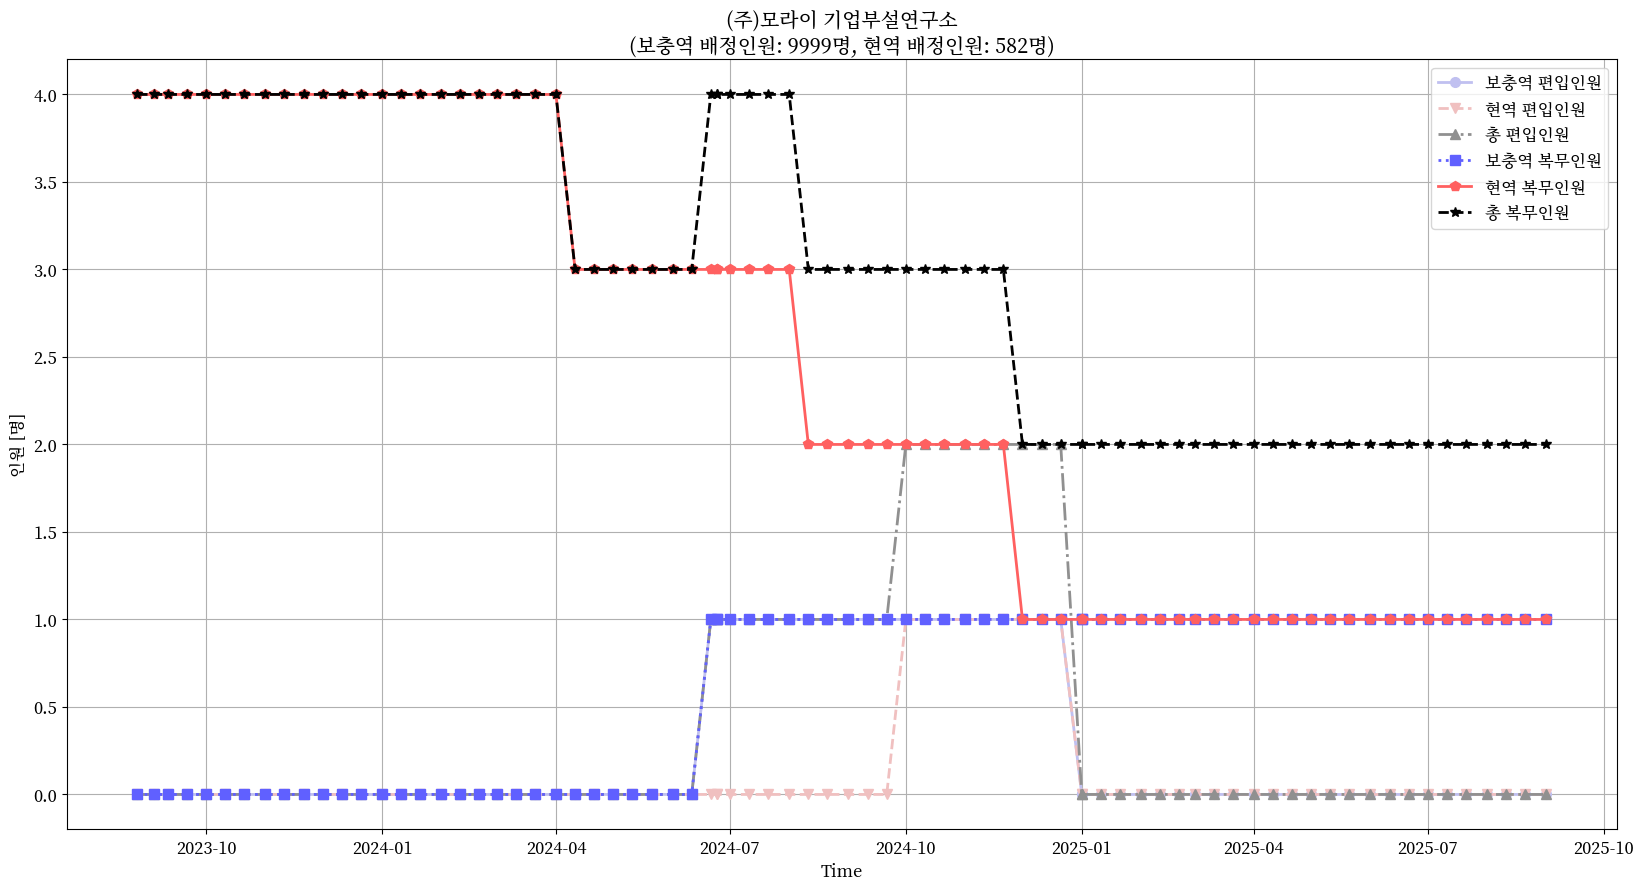 (주)모라이 기업부설연구소
(보충역 배정인원: 9999명, 현역 배정인원: 582명)
보충역 편입인원
현역 편입인원
총 편입인원
보충역 복무인원
현역 복무인원
총 복무인원
4.0
3.5
3.0
2.5
2.0
1.5
1.0
0.5
0.0
인원 [명]
2023-10 2024-01 2024-04 2024-07 2024-10 2025-01 2025-04 2025-07 2025-10
Time